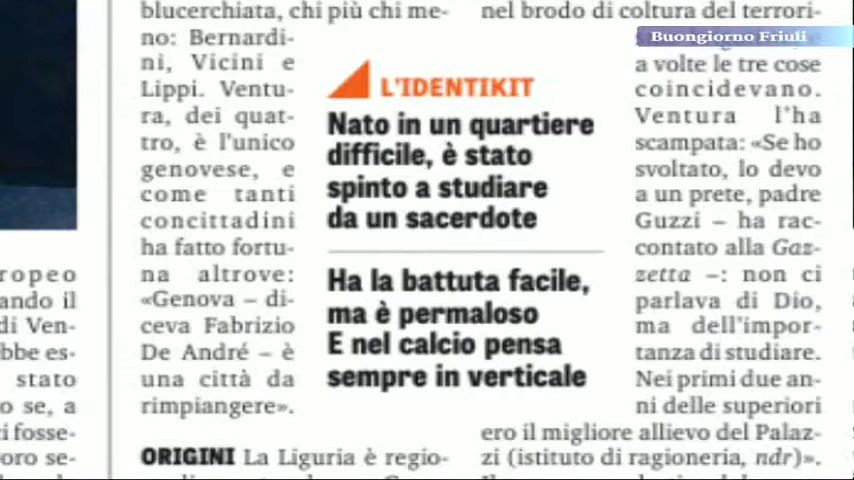 blucerchiata, chi più chi me-
no: Bernardi-
ni, Vicini e
Lippi. Ventu-
ra, dei quat-
tro, è l'unico
genovese, e
come tanti
concittadini
ha fatto fortu-
na altrove:
«Genova – di-
ceva Fabrizio
De André – è
una città da
rimpiangere».
ORIGINI La Liguria è regio-
L'IDENTIKIT
Nato in un quartiere
difficile, è stato
spinto a studiare
da un sacerdote
Ha la battuta facile,
ma è permaloso
E nel calcio pensa
sempre in verticale
nel brodo di coltura del terrori-
Buongiorno Friuli
a volte le tre cose
coincidevano.
Ventura l'ha
scampata: «Se ho
svoltato, lo devo
a un prete, padre
Guzzi – ha rac-
contato alla Gaz-
zetta –: non ci
parlava di Dio,
ma dell'impor-
tanza di studiare.
Nei primi due an-
ni delle superiori
ero il migliore allievo del Palaz-
zi (istituto di ragioneria, ndr)».
ropeo
ando il
di Ven-
bbe es-
stato
o se, a
i fosse-
oro se-